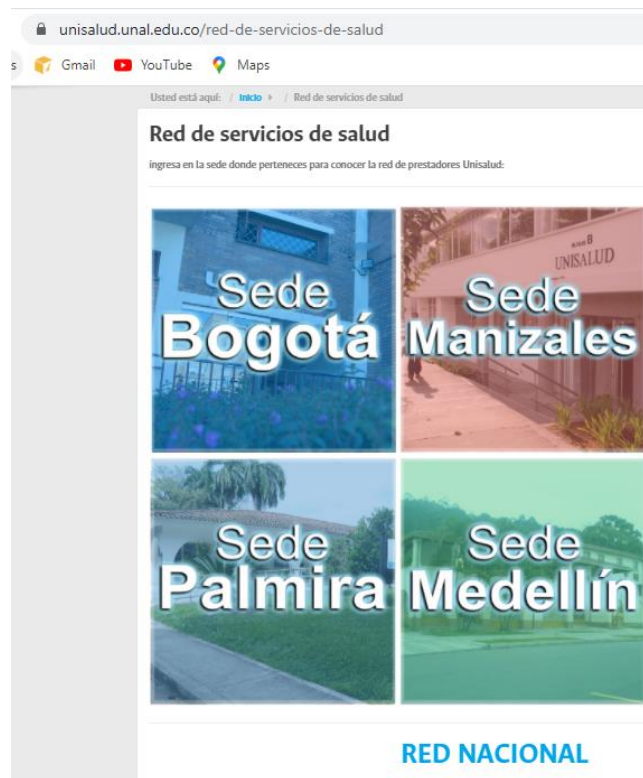 unisalud.unal.edu.co/red-de-servicios-de-salud
s Gmail YouTube Maps
Usted está aquí: / Inicio / Red de servicios de salud
Red de servicios de salud
ingresa en la sede donde perteneces para conocer la red de prestadores Unisalud:
Sede
Bogotá
B
UNISALUD
Sede
Manizales
Sede
Palmira
Sede
Medellín
RED NACIONAL